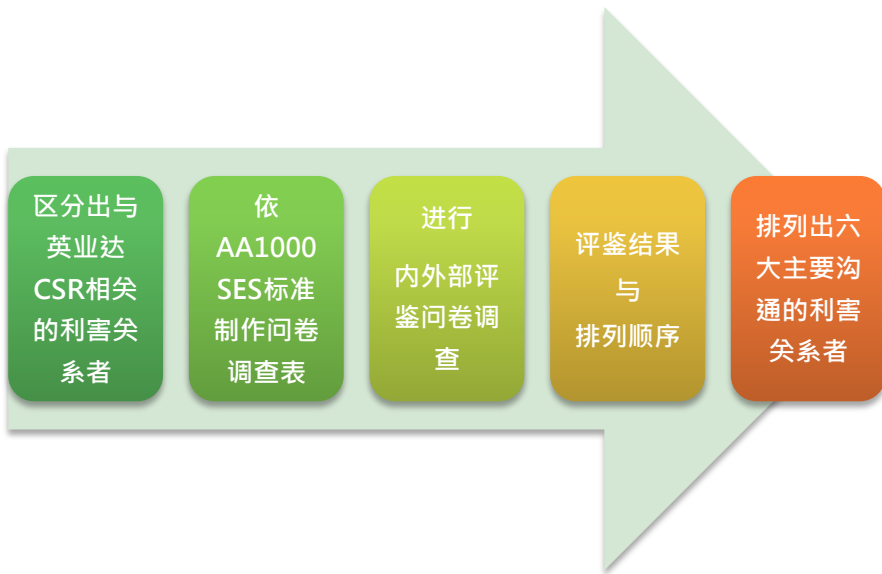 区分出与
英业达
CSR相关
的利害关
系者
依
AA1000
SES标准
制作问卷
调查表
进行
内外部评
鉴问卷调
查
评鉴结果
与
排列顺序
排列出六
大主要沟
通的利害
关系者